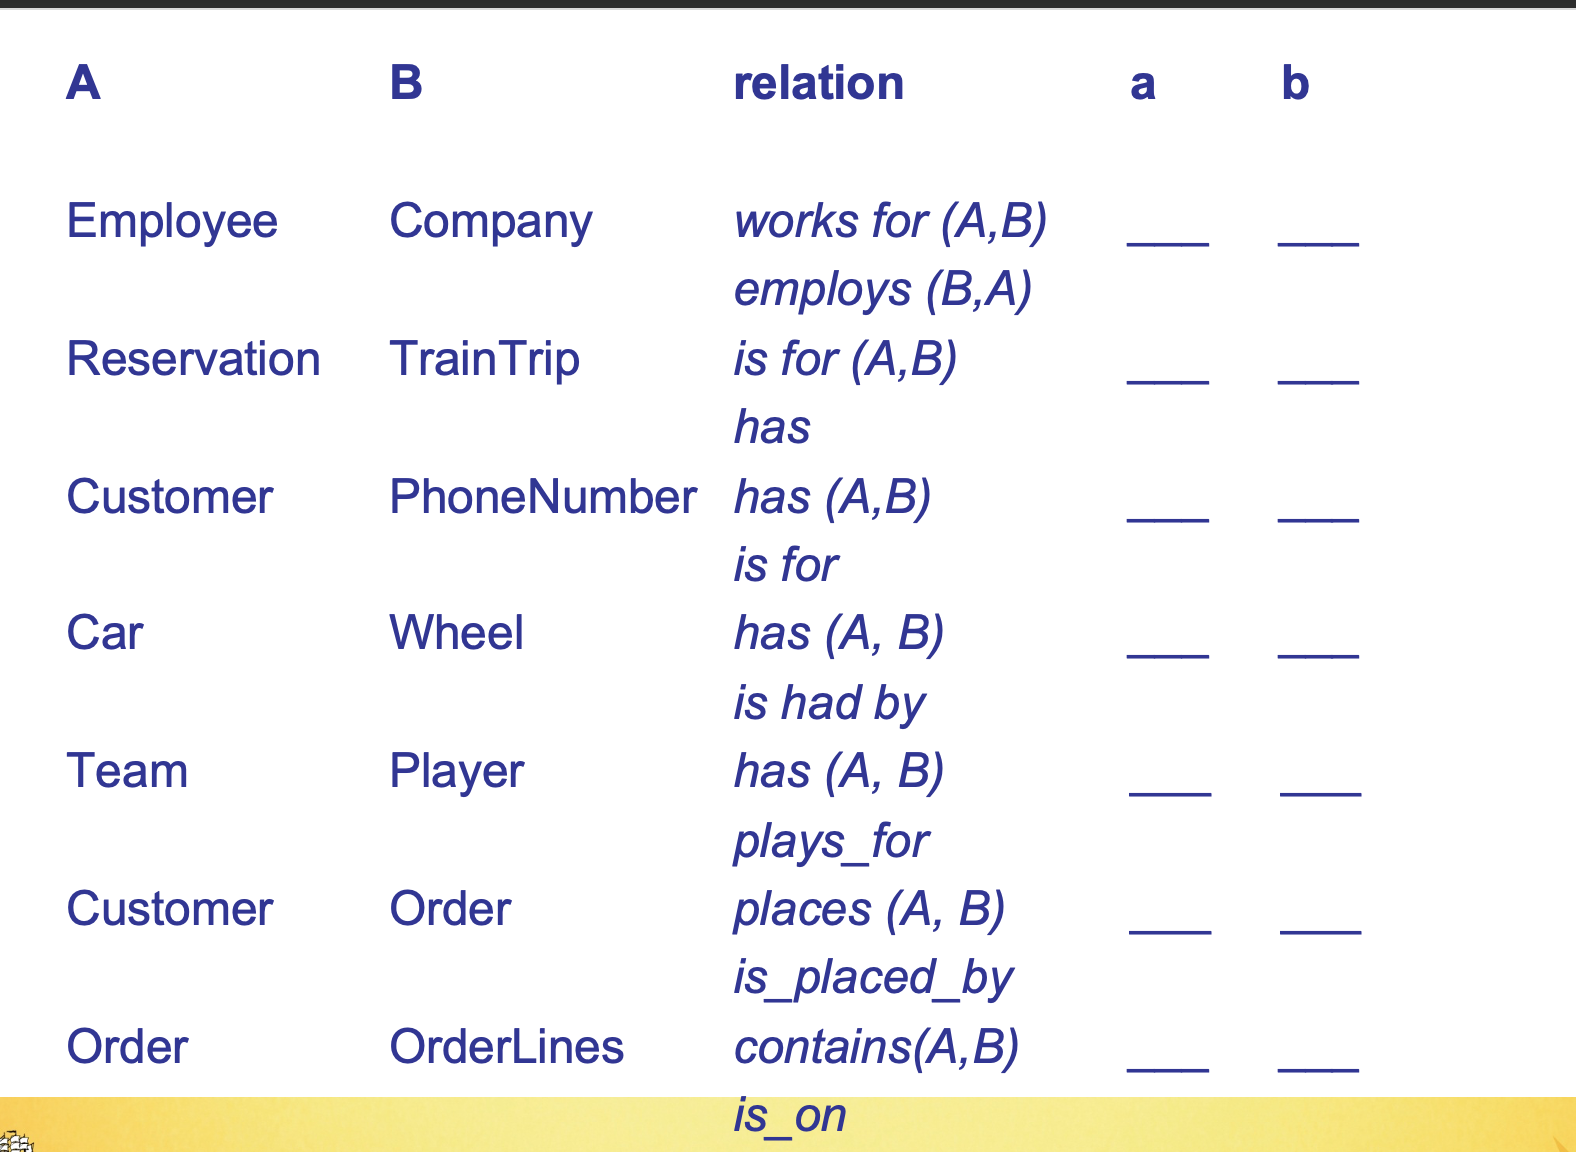 A B relation a b
Employee Company works for (A,B) ___ ___
employs (B,A)
Reservation TrainTrip is for (A,B) ___ ___
has
Customer PhoneNumber has (A,B) ___ ___
is for
Car Wheel has (A, B) ___ ___
is had by
Team Player has (A, B) ___ ___
plays_for
Customer Order places (A, B) ___ ___
is_placed_by
Order OrderLines contains(A,B) ___ ___
is_on